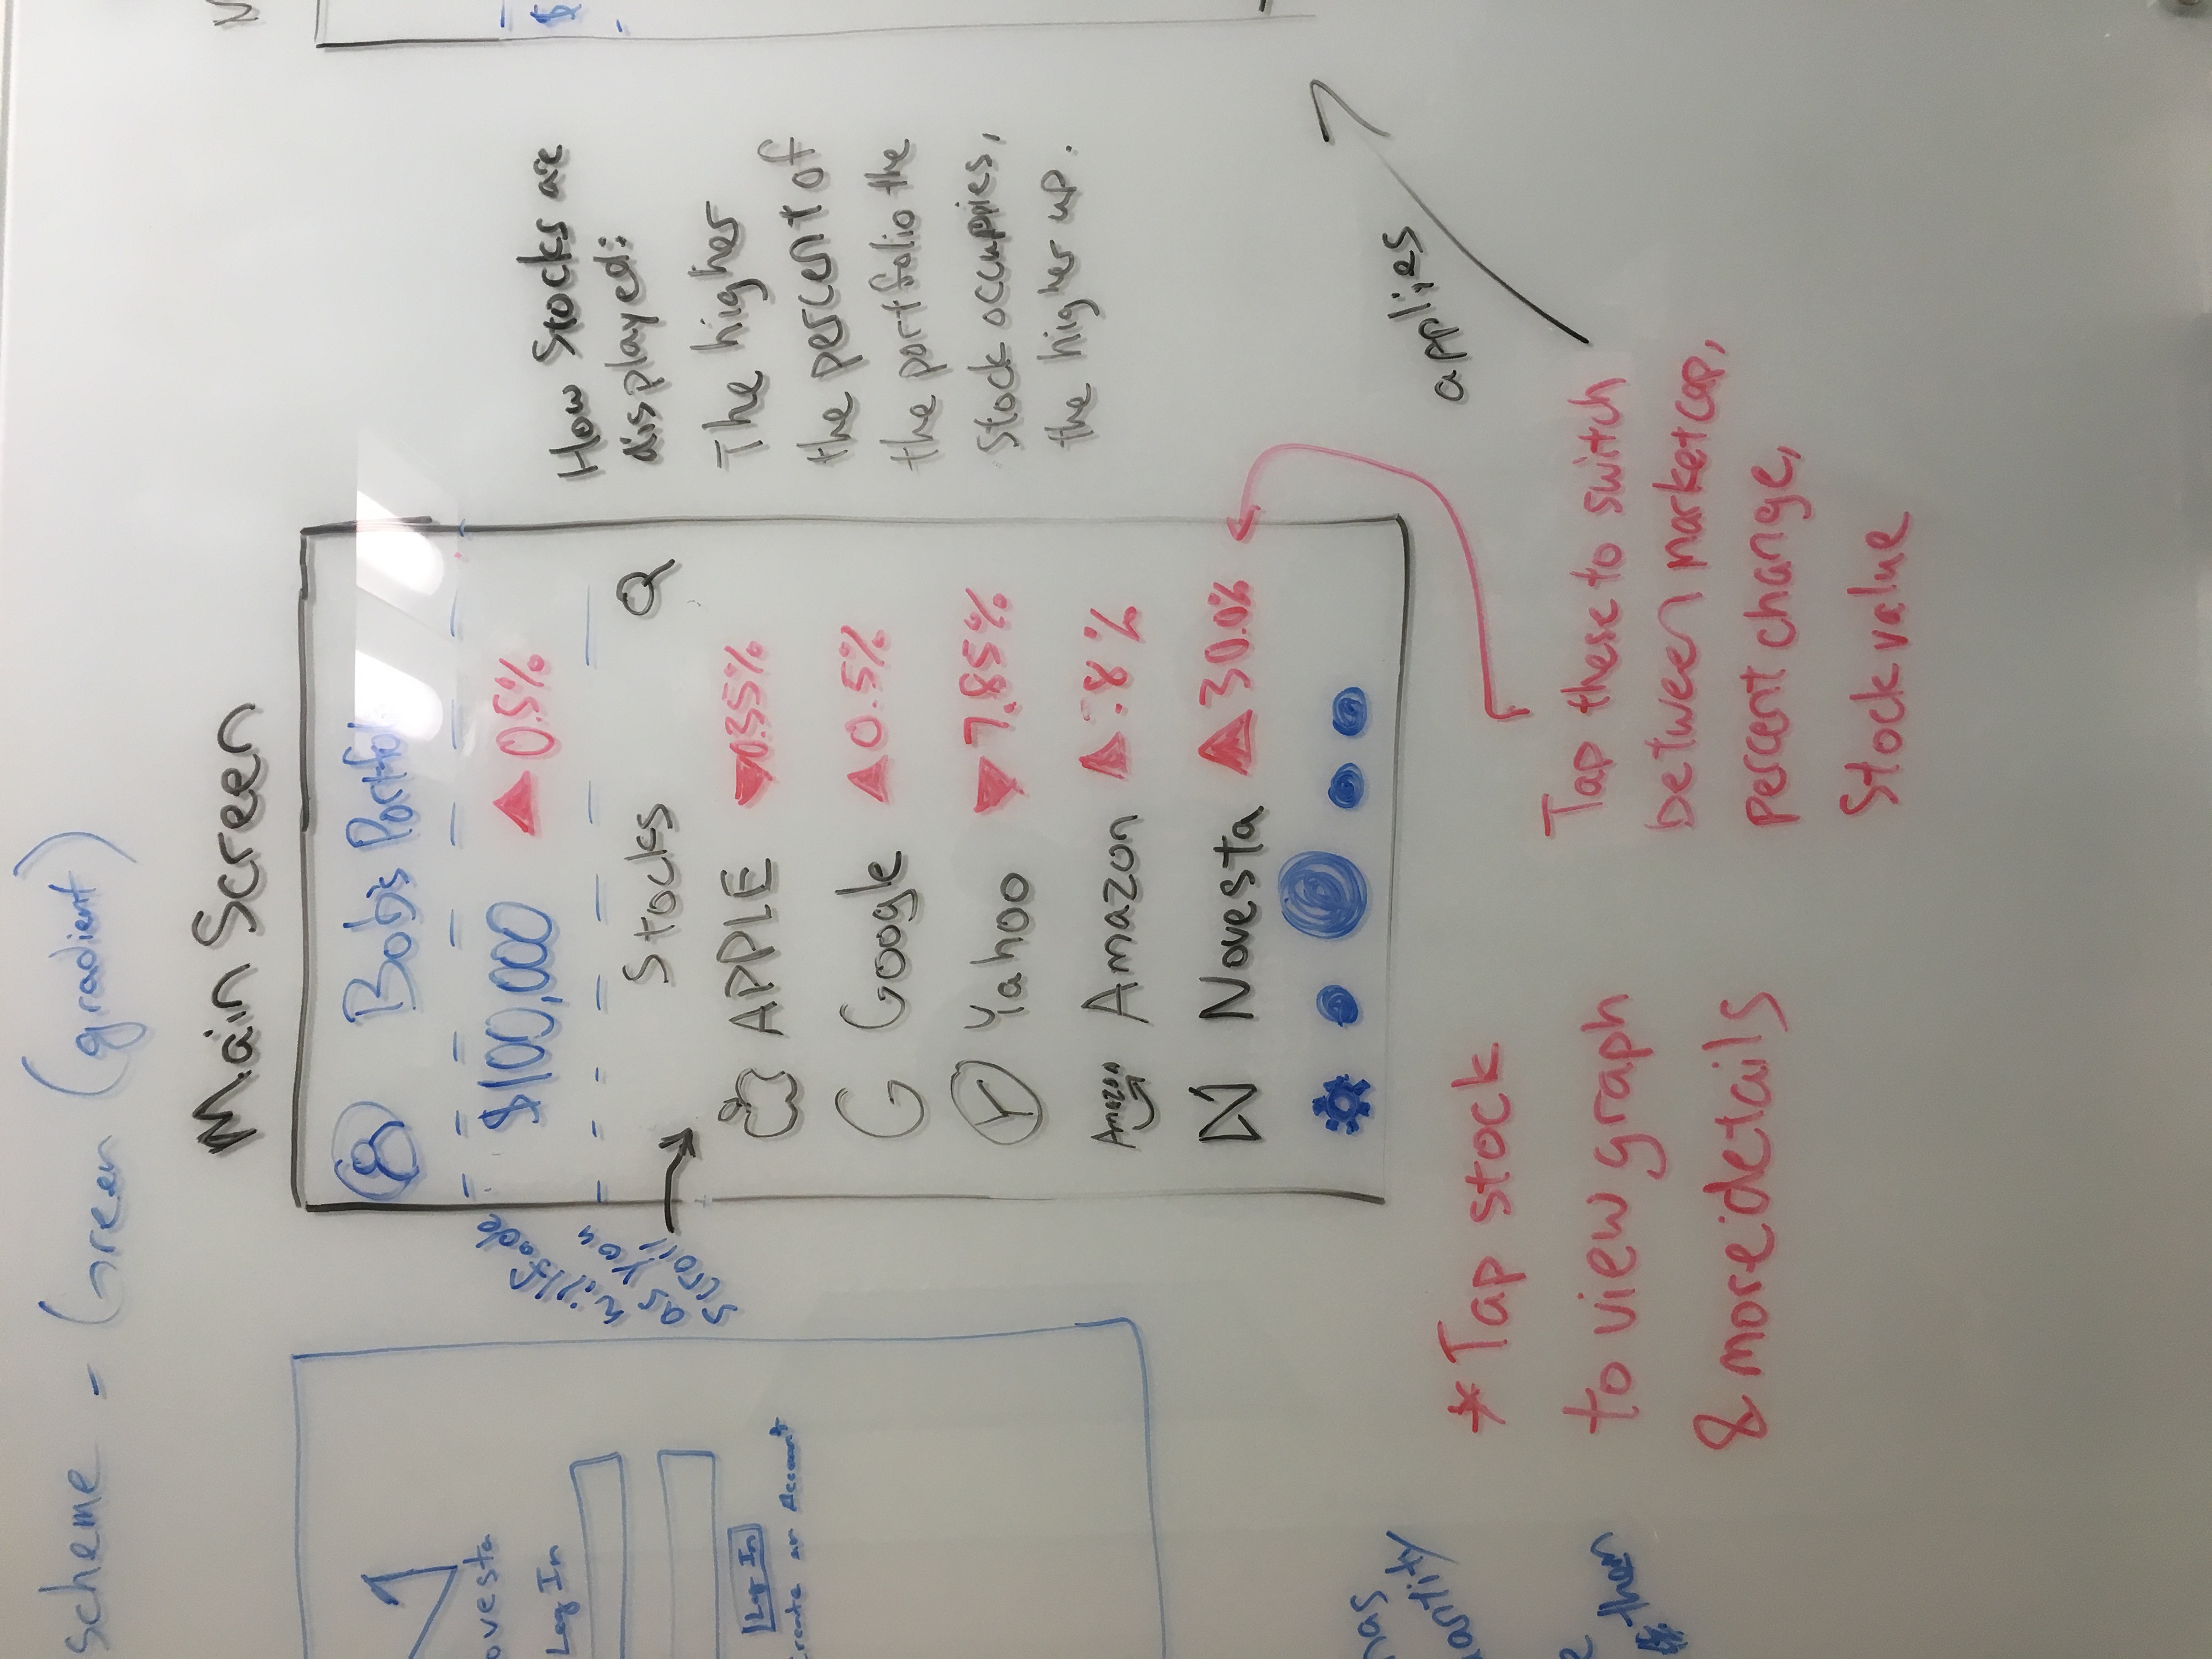 scheme - Green (gradient)
Main Screen
ovesta
Log In
Log In
Create an Account
will fade
as you
scroll
Bob's Portfol
$100,000 ▲ 0.5%
Stocks
APPLE ▼ 0.35%
G Google ▲ 0.5%
Y Yahoo ▼ 7.85%
Amazon Amazon ▲ .8%
N Novesta ▲ 30.0%
How Stocks are
displayed:
The higher
the percent of
the portfolio the
Stock occuppies,
the higher up.
$
has
uantity
them
* Tap stock
to view graph
& more details
Tap these to switch
between market cap,
percent change,
Stock value
applies